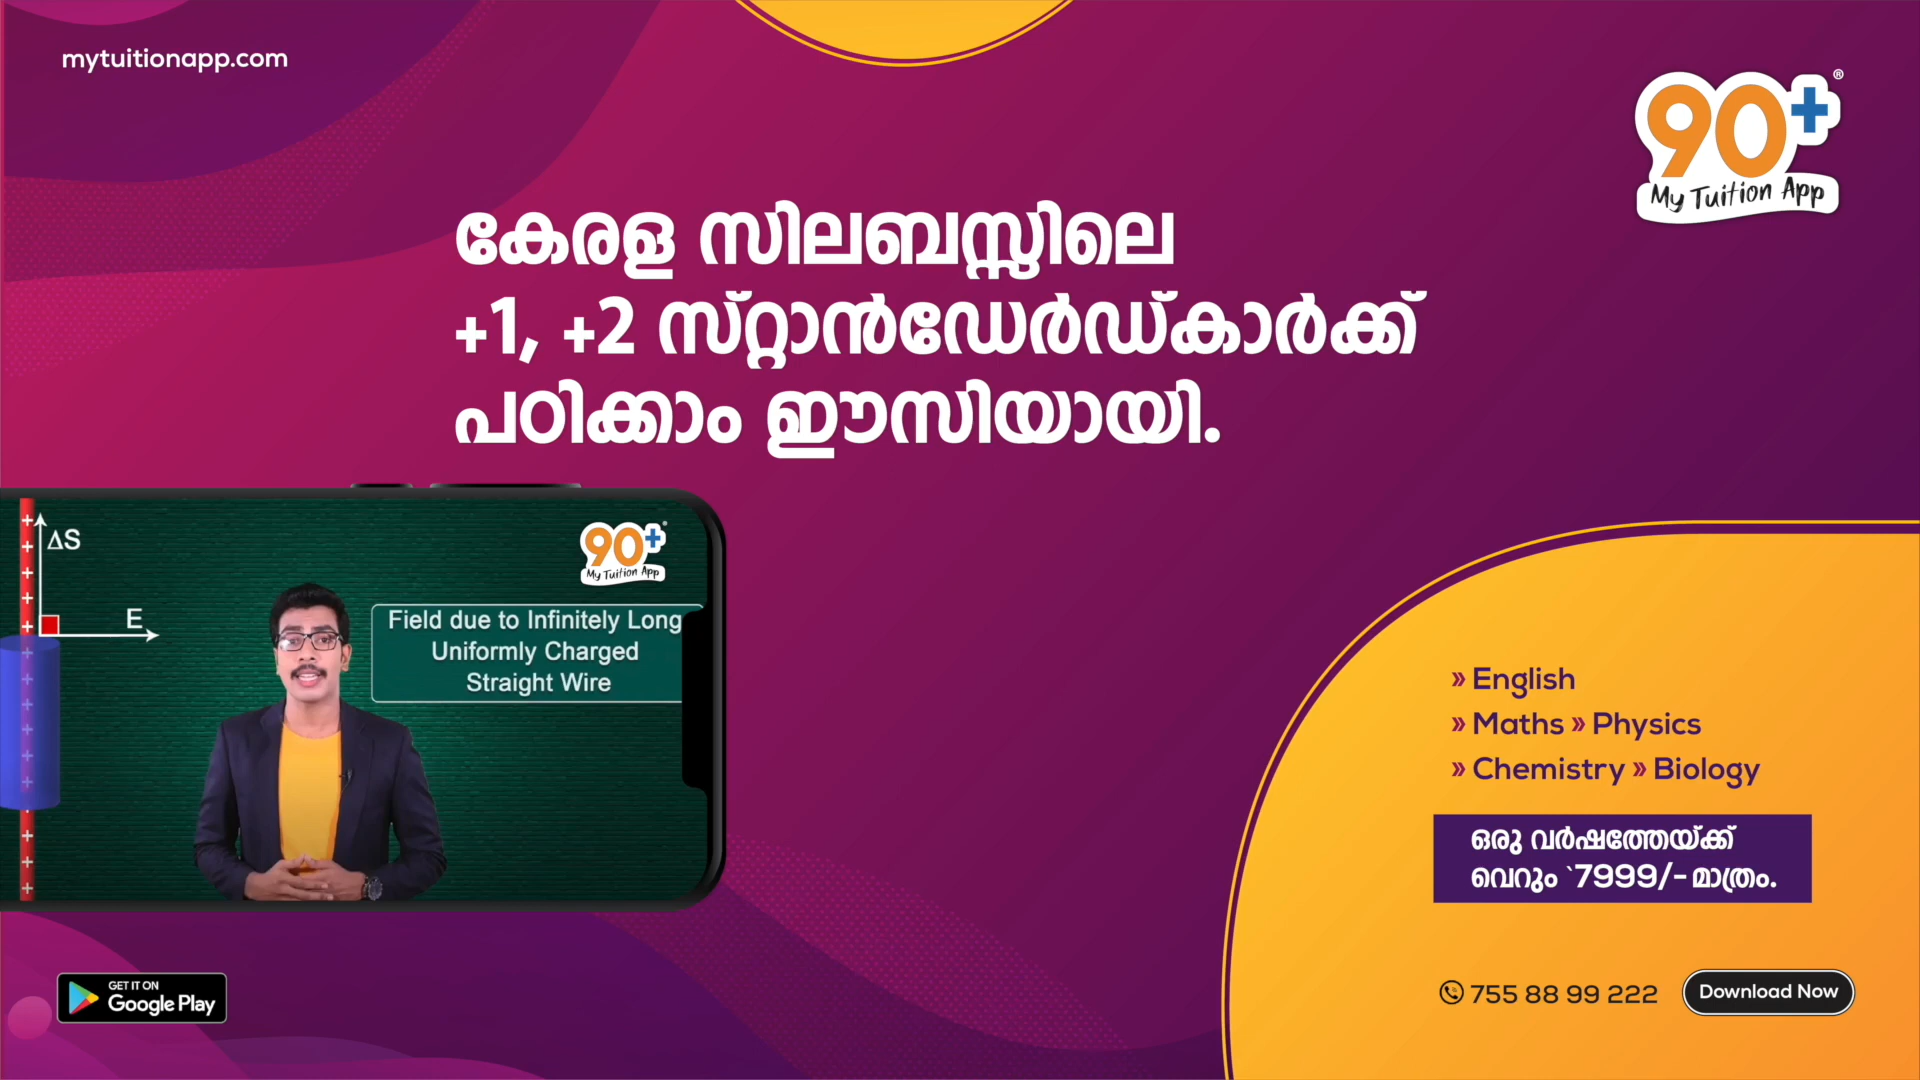 mytuitionapp.com
90+®
My Tuition App
കേരള സിലബസ്സിലെ
+1, +2 സ്റ്റാൻഡേർഡ്കാർക്ക്
പഠിക്കാം ഈസിയായി.
ΔS
E
90+
My Tuition App
Field due to Infinitely Long
Uniformly Charged
Straight Wire
» English
» Maths » Physics
» Chemistry » Biology
ഒരു വർഷത്തേയ്ക്ക്
വെറും `7999/- മാത്രം.
GET IT ON
Google Play
755 88 99 222
Download Now